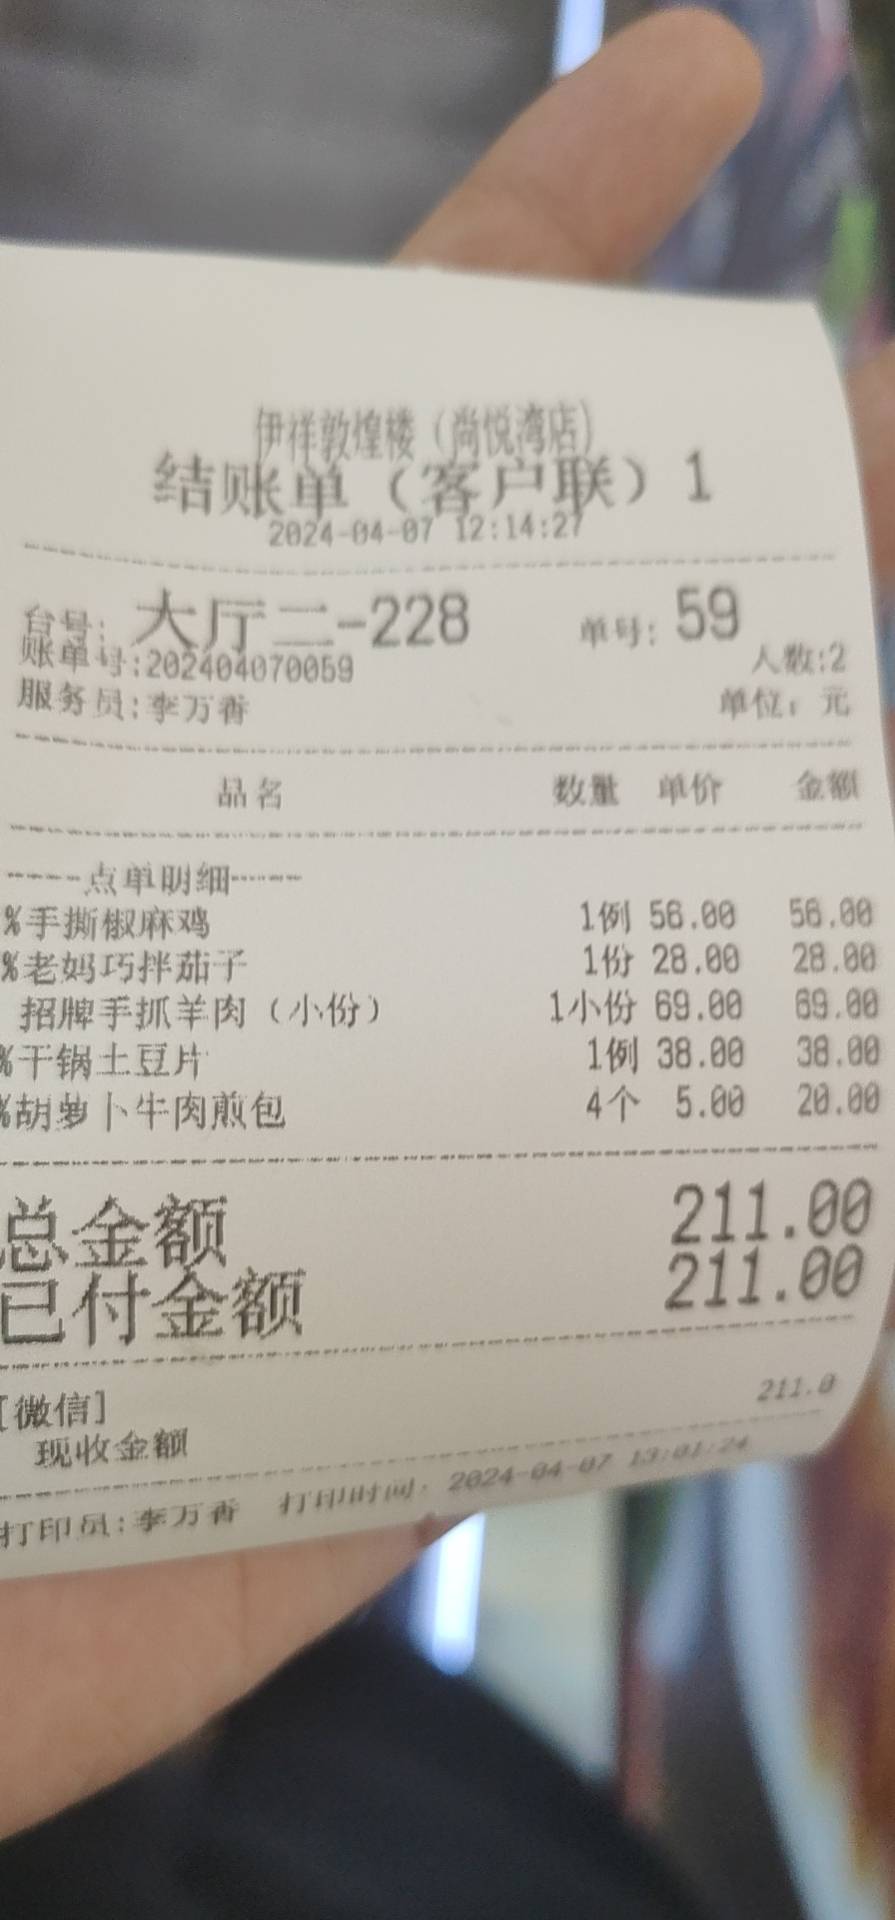 伊祥敦煌楼（尚悦湾店）
结账单（客户联）1
2024-04-07 12:14:27
台号: 大厅二-228 单号: 59
账单号:202404070059 人数:2
服务员:李万香 单位: 元
品名 数量 单价 金额
-----点单明细-----
%手撕椒麻鸡 1例 56.00 56.00
%老妈巧拌茄子 1份 28.00 28.00
招牌手抓羊肉（小份） 1小份 69.00 69.00
%干锅土豆片 1例 38.00 38.00
%胡萝卜牛肉煎包 4个 5.00 20.00
总金额 211.00
已付金额 211.00
[微信]
现收金额 211.0
打印员:李万香 打印时间: 2024-04-07 13:01:24